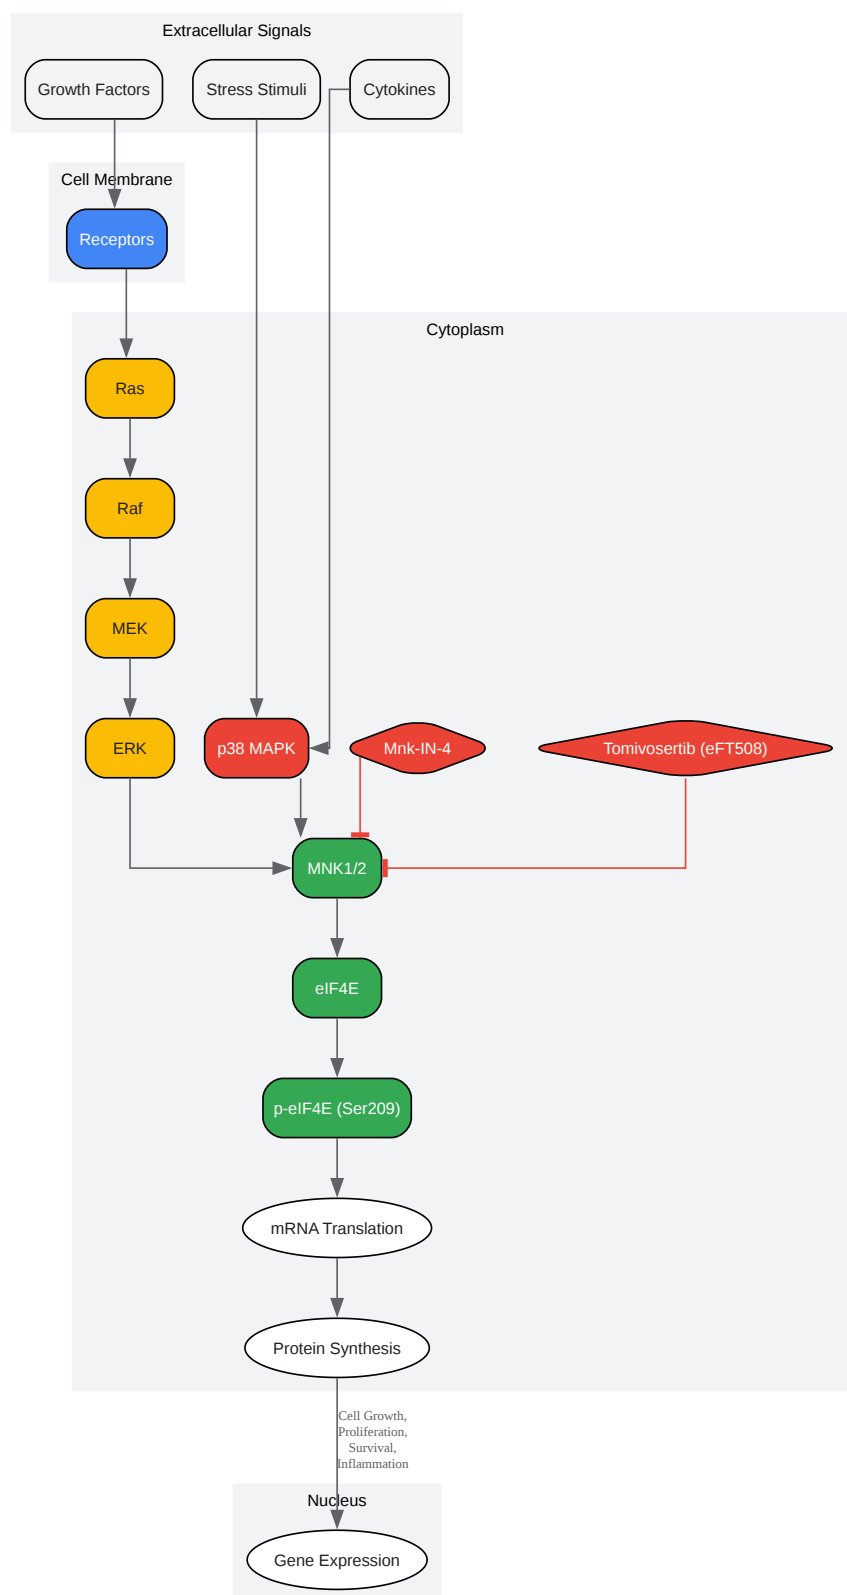 Extracellular Signals
Growth Factors
Stress Stimuli
Cytokines
Cell Membrane
Receptors
Cytoplasm
Ras
Raf
MEK
ERK
p38 MAPK
Mnk-IN-4
Tomivosertib (eFT508)
MNK1/2
eIF4E
p-eIF4E (Ser209)
mRNA Translation
Protein Synthesis
Cell Growth,
Proliferation,
Survival,
Inflammation
Nucleus
Gene Expression